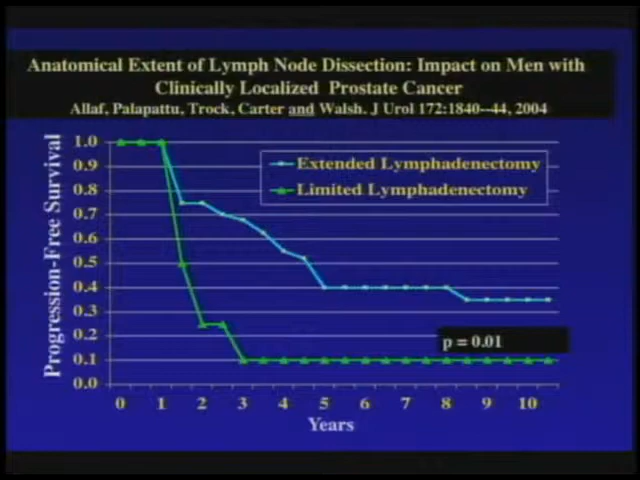 Anatomical Extent of Lymph Node Dissection: Impact on Men with
Clinically Localized Prostate Cancer
Allaf, Palapattu, Trock, Carter and Walsh. J Urol 172:1840--44, 2004
Progression-Free Survival
1.0
0.9
0.8
0.7
0.6
0.5
0.4
0.3
0.2
0.1
0.0
Extended Lymphadenectomy
Limited Lymphadenectomy
p = 0.01
0 1 2 3 4 5 6 7 8 9 10
Years